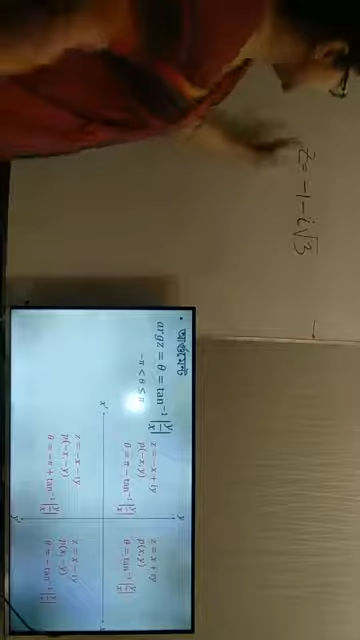 z = -1 - i√3
• আর্গুমেন্ট
arg z = θ = tan⁻¹ |y/x|
-π < θ ≤ π
y
z = -x + iy
p(-x, y)
θ = π - tan⁻¹ |y/x|
z = x + iy
p(x, y)
θ = tan⁻¹ |y/x|
x'
x
z = -x - iy
p(-x, -y)
θ = -π + tan⁻¹ |y/x|
z = x - iy
p(x, -y)
θ = - tan⁻¹ |y/x|
y'